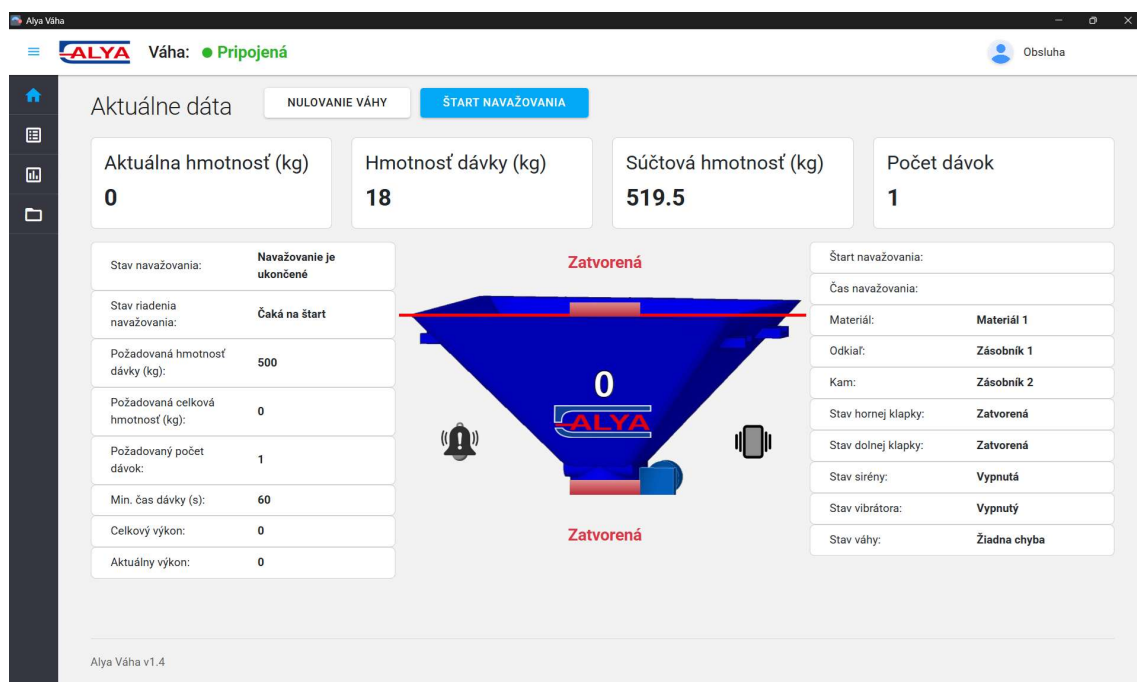 Alya Váha
ALYA Váha: Pripojená Obsluha
Aktuálne dáta NULOVANIE VÁHY ŠTART NAVAŽOVANIA
Aktuálna hmotnosť (kg)
0
Hmotnosť dávky (kg)
18
Súčtová hmotnosť (kg)
519.5
Počet dávok
1
Stav navažovania: Navažovanie je
ukončené
Stav riadenia
navažovania: Čaká na štart
Požadovaná hmotnosť
dávky (kg): 500
Požadovaná celková
hmotnosť (kg): 0
Požadovaný počet
dávok: 1
Min. čas dávky (s): 60
Celkový výkon: 0
Aktuálny výkon: 0
Zatvorená
0
ALYA
Zatvorená
Štart navažovania:
Čas navažovania:
Materiál: Materiál 1
Odkiaľ: Zásobník 1
Kam: Zásobník 2
Stav hornej klapky: Zatvorená
Stav dolnej klapky: Zatvorená
Stav sirény: Vypnutá
Stav vibrátora: Vypnutý
Stav váhy: Žiadna chyba
Alya Váha v1.4